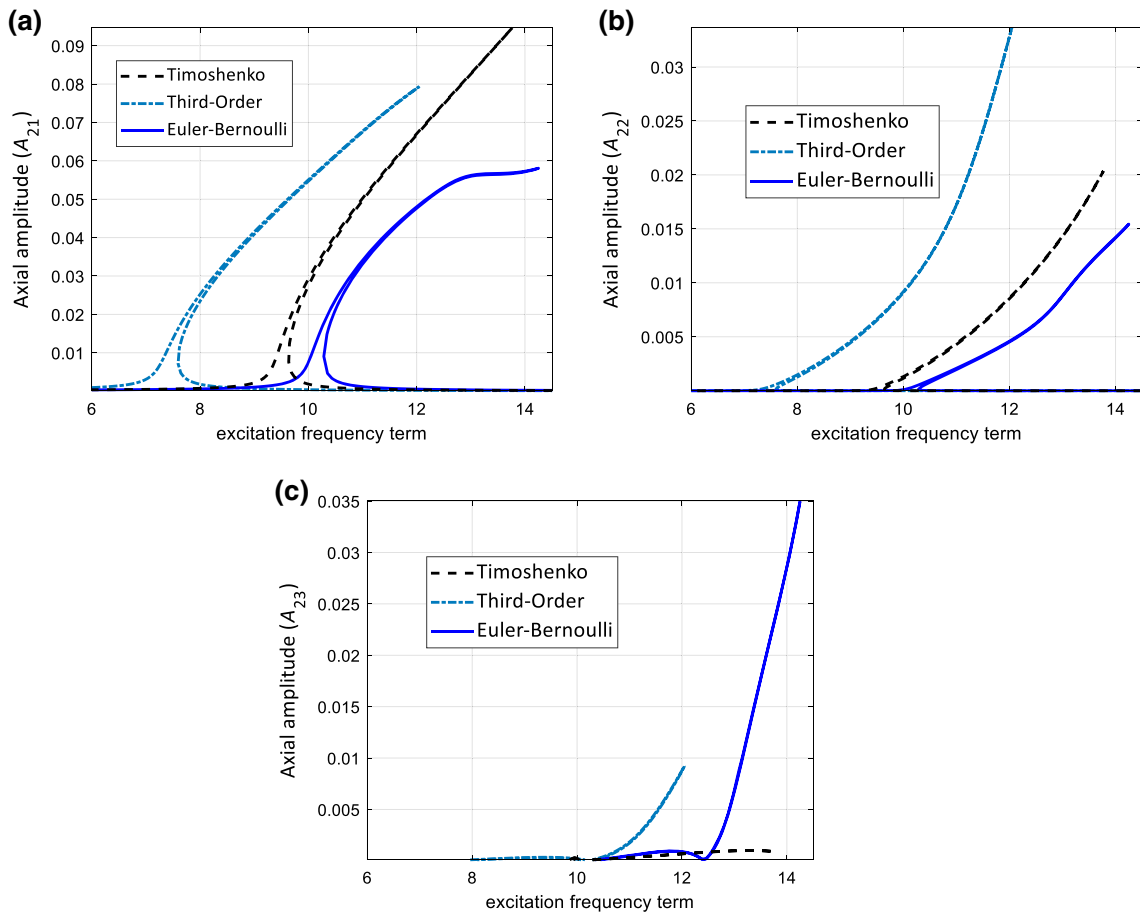 (a)
Axial amplitude (A21)
0.09
0.08
0.07
0.06
0.05
0.04
0.03
0.02
0.01
Timoshenko
Third-Order
Euler-Bernoulli
6 8 10 12 14
excitation frequency term
(b)
Axial amplitude (A22)
0.03
0.025
0.02
0.015
0.01
0.005
Timoshenko
Third-Order
Euler-Bernoulli
6 8 10 12 14
excitation frequency term
(c)
Axial amplitude (A23)
0.035
0.03
0.025
0.02
0.015
0.01
0.005
Timoshenko
Third-Order
Euler-Bernoulli
6 8 10 12 14
excitation frequency term